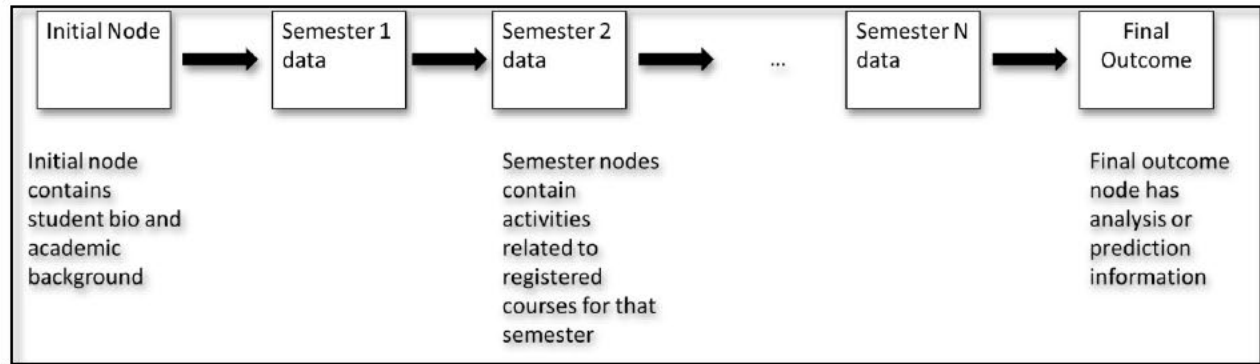 Initial Node
Semester 1
data
Semester 2
data
...
Semester N
data
Final
Outcome
Initial node
contains
student bio and
academic
background
Semester nodes
contain
activities
related to
registered
courses for that
semester
Final outcome
node has
analysis or
prediction
information